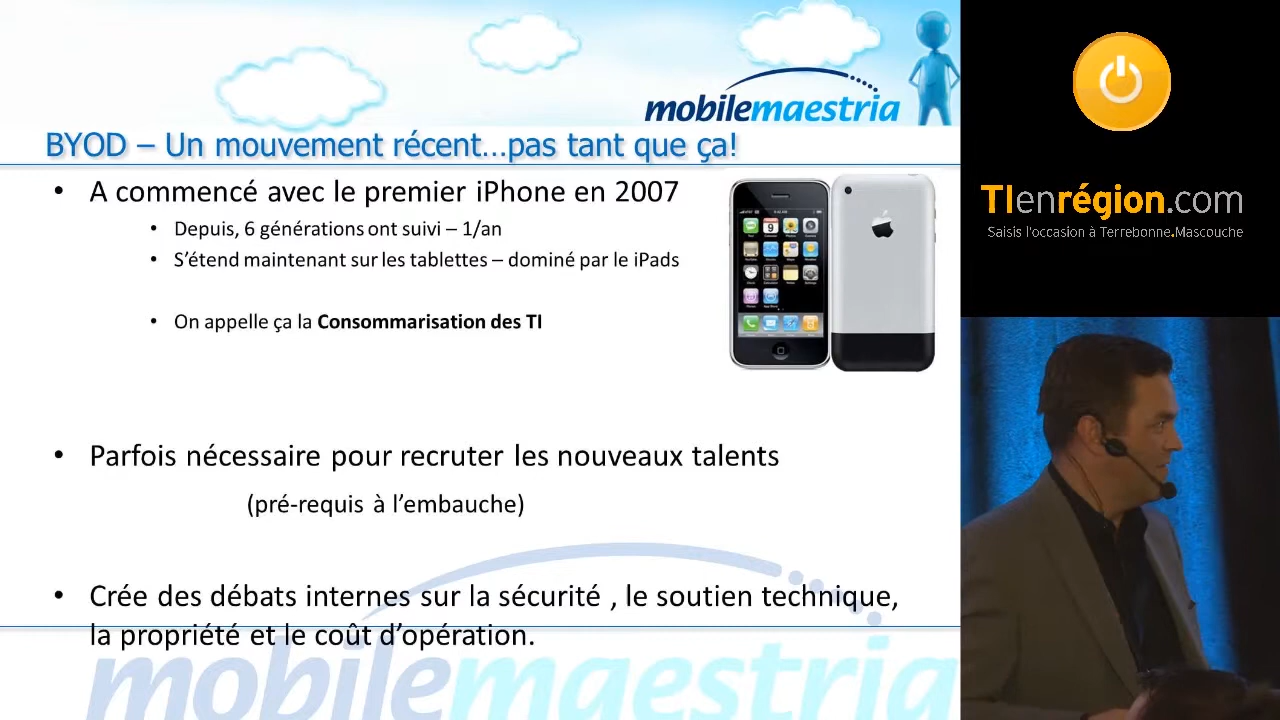 mobilemaestria
BYOD – Un mouvement récent...pas tant que ça!
• A commencé avec le premier iPhone en 2007
• Depuis, 6 générations ont suivi – 1/an
• S’étend maintenant sur les tablettes – dominé par le iPads
• On appelle ça la Consommarisation des TI
• Parfois nécessaire pour recruter les nouveaux talents
(pré-requis à l’embauche)
• Crée des débats internes sur la sécurité , le soutien technique,
la propriété et le coût d’opération.
mobilemaestria
TIenrégion.com
Saisis l'occasion à Terrebonne.Mascouche